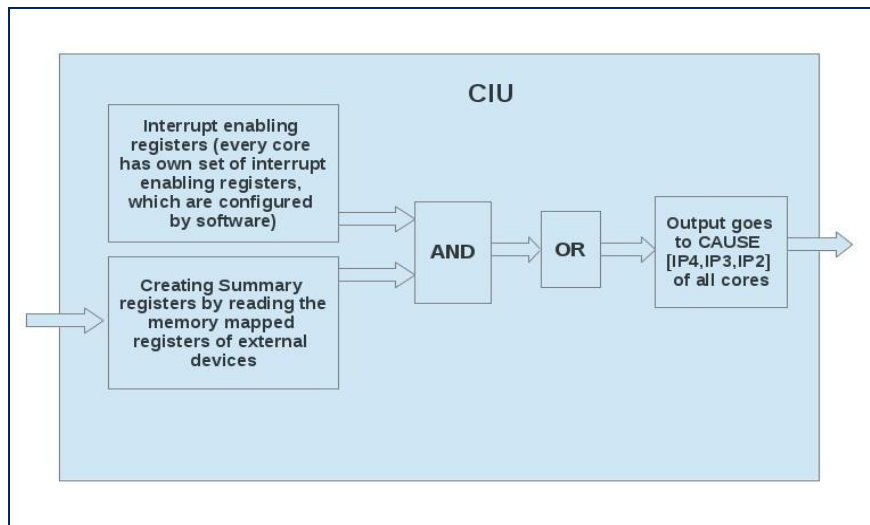 CIU
Interrupt enabling
registers (every core
has own set of interrupt
enabling registers,
which are configured
by software)
Creating Summary
registers by reading the
memory mapped
registers of external
devices
AND
OR
Output goes
to CAUSE
[IP4,IP3,IP2]
of all cores